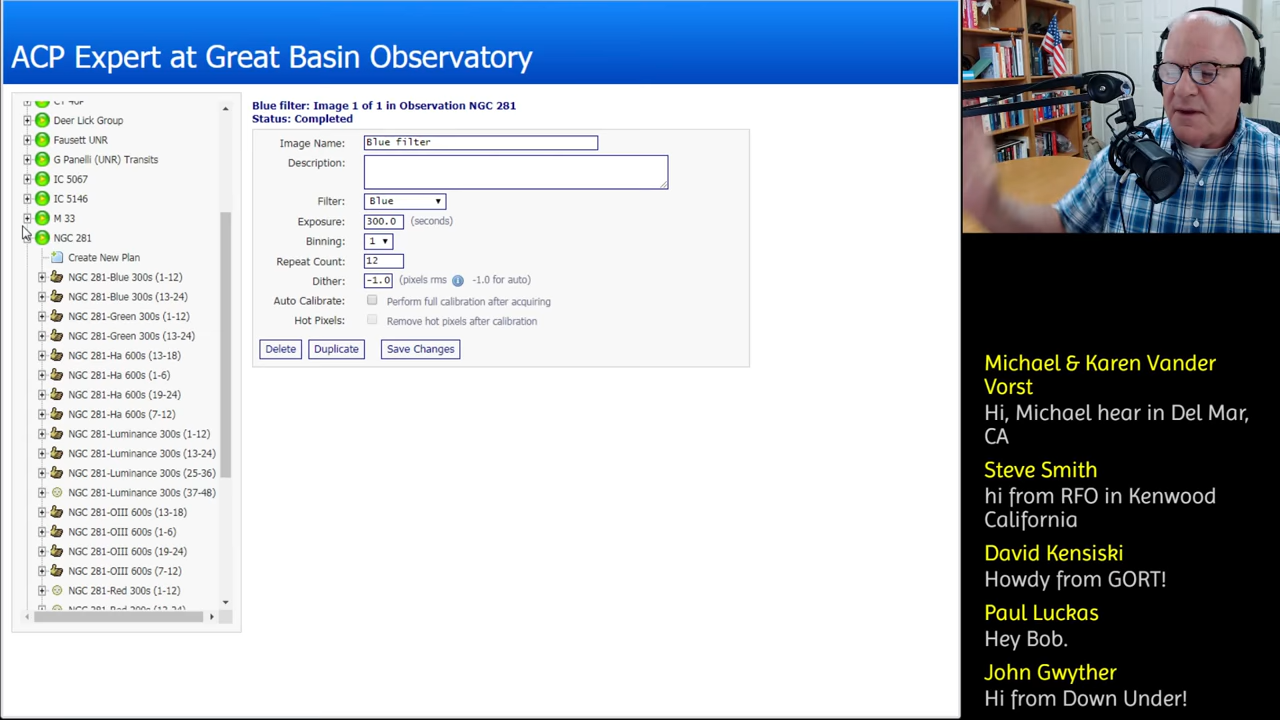 ACP Expert at Great Basin Observatory
Deer Lick Group
Fausett UNR
G Panelli (UNR) Transits
IC 5067
IC 5146
M 33
NGC 281
Create New Plan
NGC 281-Blue 300s (1-12)
NGC 281-Blue 300s (13-24)
NGC 281-Green 300s (1-12)
NGC 281-Green 300s (13-24)
NGC 281-Ha 600s (13-18)
NGC 281-Ha 600s (1-6)
NGC 281-Ha 600s (19-24)
NGC 281-Ha 600s (7-12)
NGC 281-Luminance 300s (1-12)
NGC 281-Luminance 300s (13-24)
NGC 281-Luminance 300s (25-36)
NGC 281-Luminance 300s (37-48)
NGC 281-OIII 600s (13-18)
NGC 281-OIII 600s (1-6)
NGC 281-OIII 600s (19-24)
NGC 281-OIII 600s (7-12)
NGC 281-Red 300s (1-12)
NGC 281-Red 300s (13-24)
Blue filter: Image 1 of 1 in Observation NGC 281
Status: Completed
Image Name: Blue filter
Description:
Filter: Blue
Exposure: 300.0 (seconds)
Binning: 1
Repeat Count: 12
Dither: -1.0 (pixels rms -1.0 for auto)
Auto Calibrate: Perform full calibration after acquiring
Hot Pixels: Remove hot pixels after calibration
Delete Duplicate Save Changes
Michael & Karen Vander
Vorst
Hi, Michael hear in Del Mar,
CA
Steve Smith
hi from RFO in Kenwood
California
David Kensiski
Howdy from GORT!
Paul Luckas
Hey Bob.
John Gwyther
Hi from Down Under!